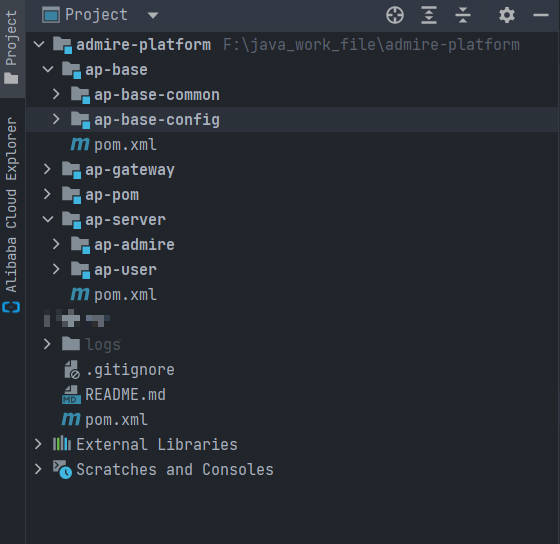 Project
Project
Alibaba Cloud Explorer
admire-platform F:\java_work_file\admire-platform
ap-base
ap-base-common
ap-base-config
m pom.xml
ap-gateway
ap-pom
ap-server
ap-admire
ap-user
m pom.xml
logs
.gitignore
MD README.md
m pom.xml
External Libraries
Scratches and Consoles